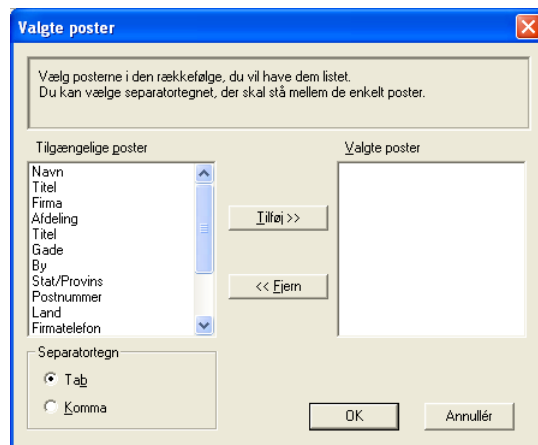 Valgte poster
Vælg posterne i den rækkefølge, du vil have dem listet.
Du kan vælge separatortegnet, der skal stå mellem de enkelt poster.
Tilgængelige poster
Valgte poster
Navn
Titel
Firma
Afdeling
Titel
Gade
By
Stat/Provins
Postnummer
Land
Firmatelefon
Tilføj >>
<< Fjern
Separatortegn
Tab
Komma
OK
Annullér